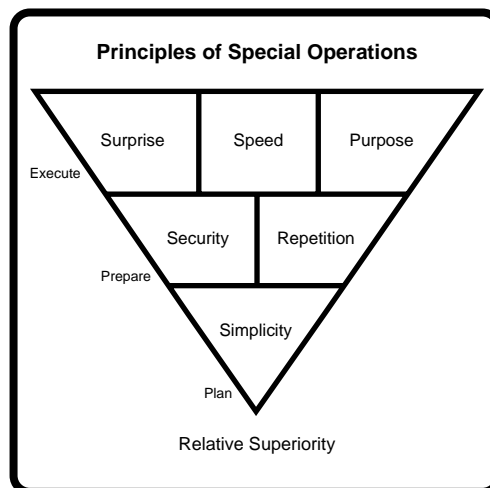 Principles of Special Operations
Surprise Speed Purpose
Execute
Security Repetition
Prepare
Simplicity
Plan
Relative Superiority